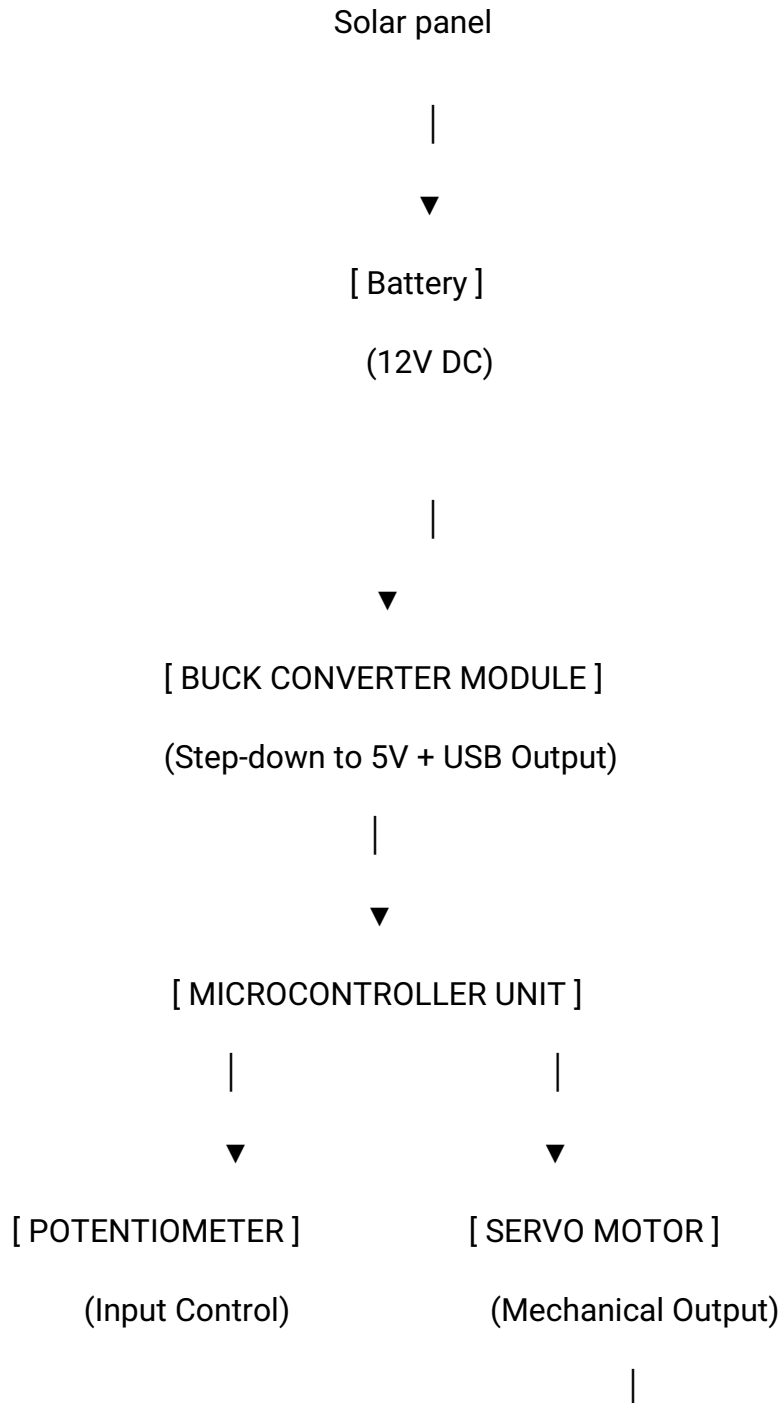 Solar panel
│
▼
[ Battery ]
(12V DC)
│
▼
[ BUCK CONVERTER MODULE ]
(Step-down to 5V + USB Output)
│
▼
[ MICROCONTROLLER UNIT ]
│ │
▼ ▼
[ POTENTIOMETER ] [ SERVO MOTOR ]
(Input Control) (Mechanical Output)
│